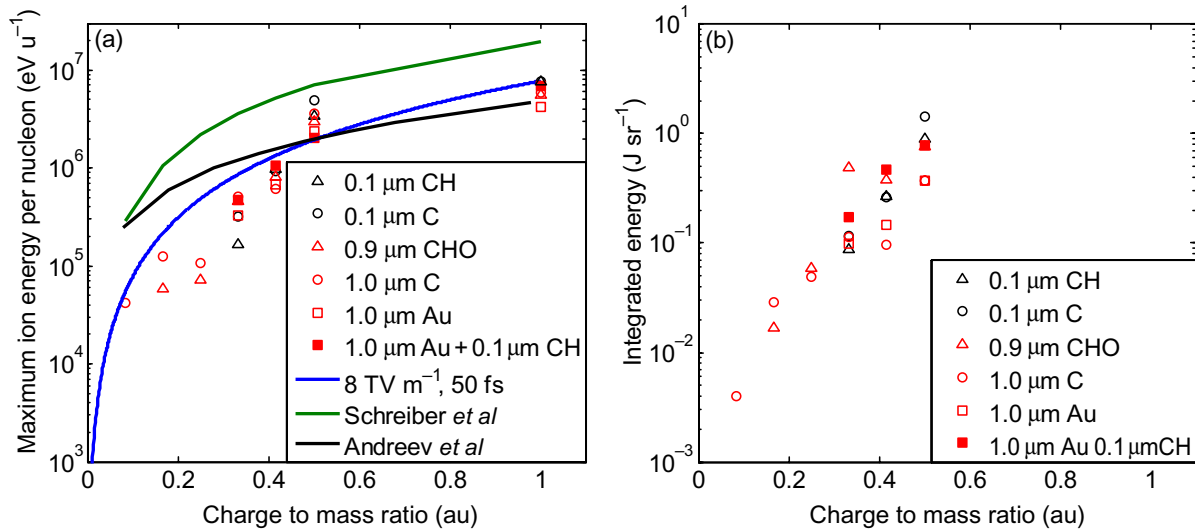 (a)
Maximum ion energy per nucleon (eV u⁻¹)
10⁷
10⁶
10⁵
10⁴
10³
0.1 μm CH
0.1 μm C
0.9 μm CHO
1.0 μm C
1.0 μm Au
1.0 μm Au + 0.1μm CH
8 TV m⁻¹, 50 fs
Schreiber et al
Andreev et al
0 0.2 0.4 0.6 0.8 1
Charge to mass ratio (au)
(b)
Integrated energy (J sr⁻¹)
10¹
10⁰
10⁻¹
10⁻²
10⁻³
0.1 μm CH
0.1 μm C
0.9 μm CHO
1.0 μm C
1.0 μm Au
1.0 μm Au 0.1μmCH
0 0.2 0.4 0.6 0.8 1
Charge to mass ratio (au)